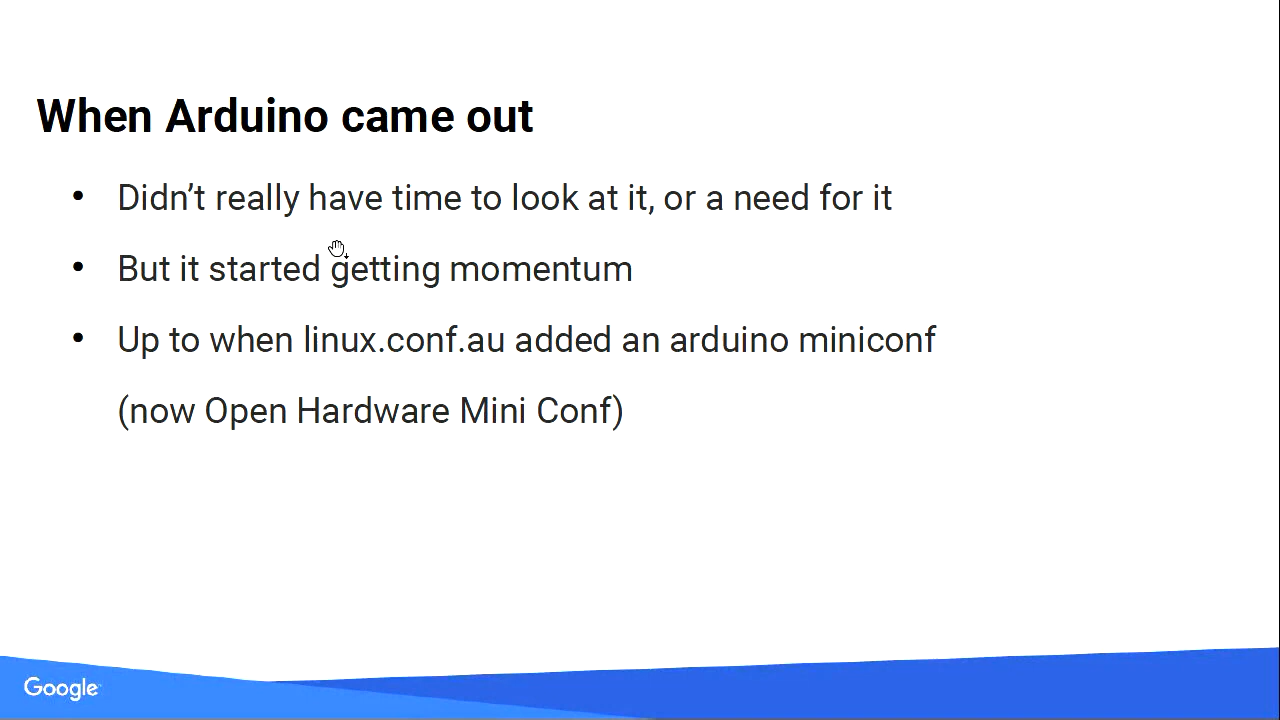 When Arduino came out
• Didn’t really have time to look at it, or a need for it
• But it started getting momentum
• Up to when linux.conf.au added an arduino miniconf
(now Open Hardware Mini Conf)
Google